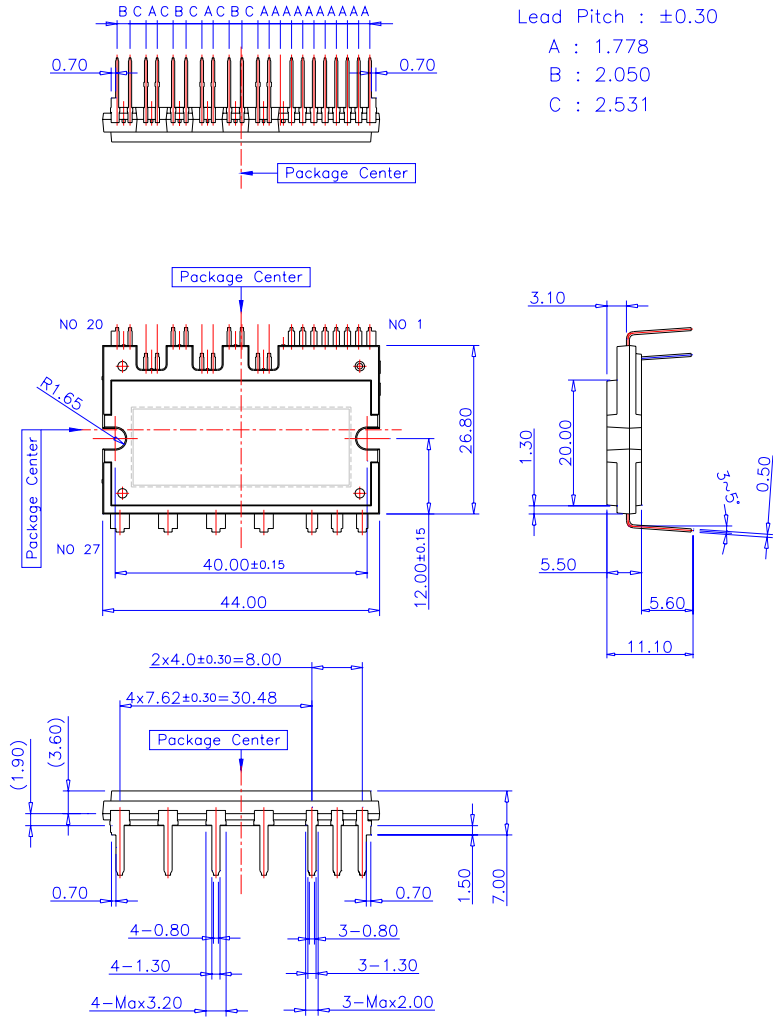 B C A C B C A C B C A A A A A A A A A A
Lead Pitch : ±0.30
A : 1.778
B : 2.050
C : 2.531
0.70
0.70
Package Center
Package Center
NO 20
NO 1
3.10
R1.65
26.80
1.30
20.00
3~5°
0.50
Package Center
NO 27
40.00±0.15
12.00±0.15
44.00
5.50
5.60
11.10
2x4.0±0.30=8.00
4x7.62±0.30=30.48
Package Center
(1.90)
(3.60)
1.50
7.00
0.70
0.70
4-0.80
3-0.80
4-1.30
3-1.30
4-Max3.20
3-Max2.00